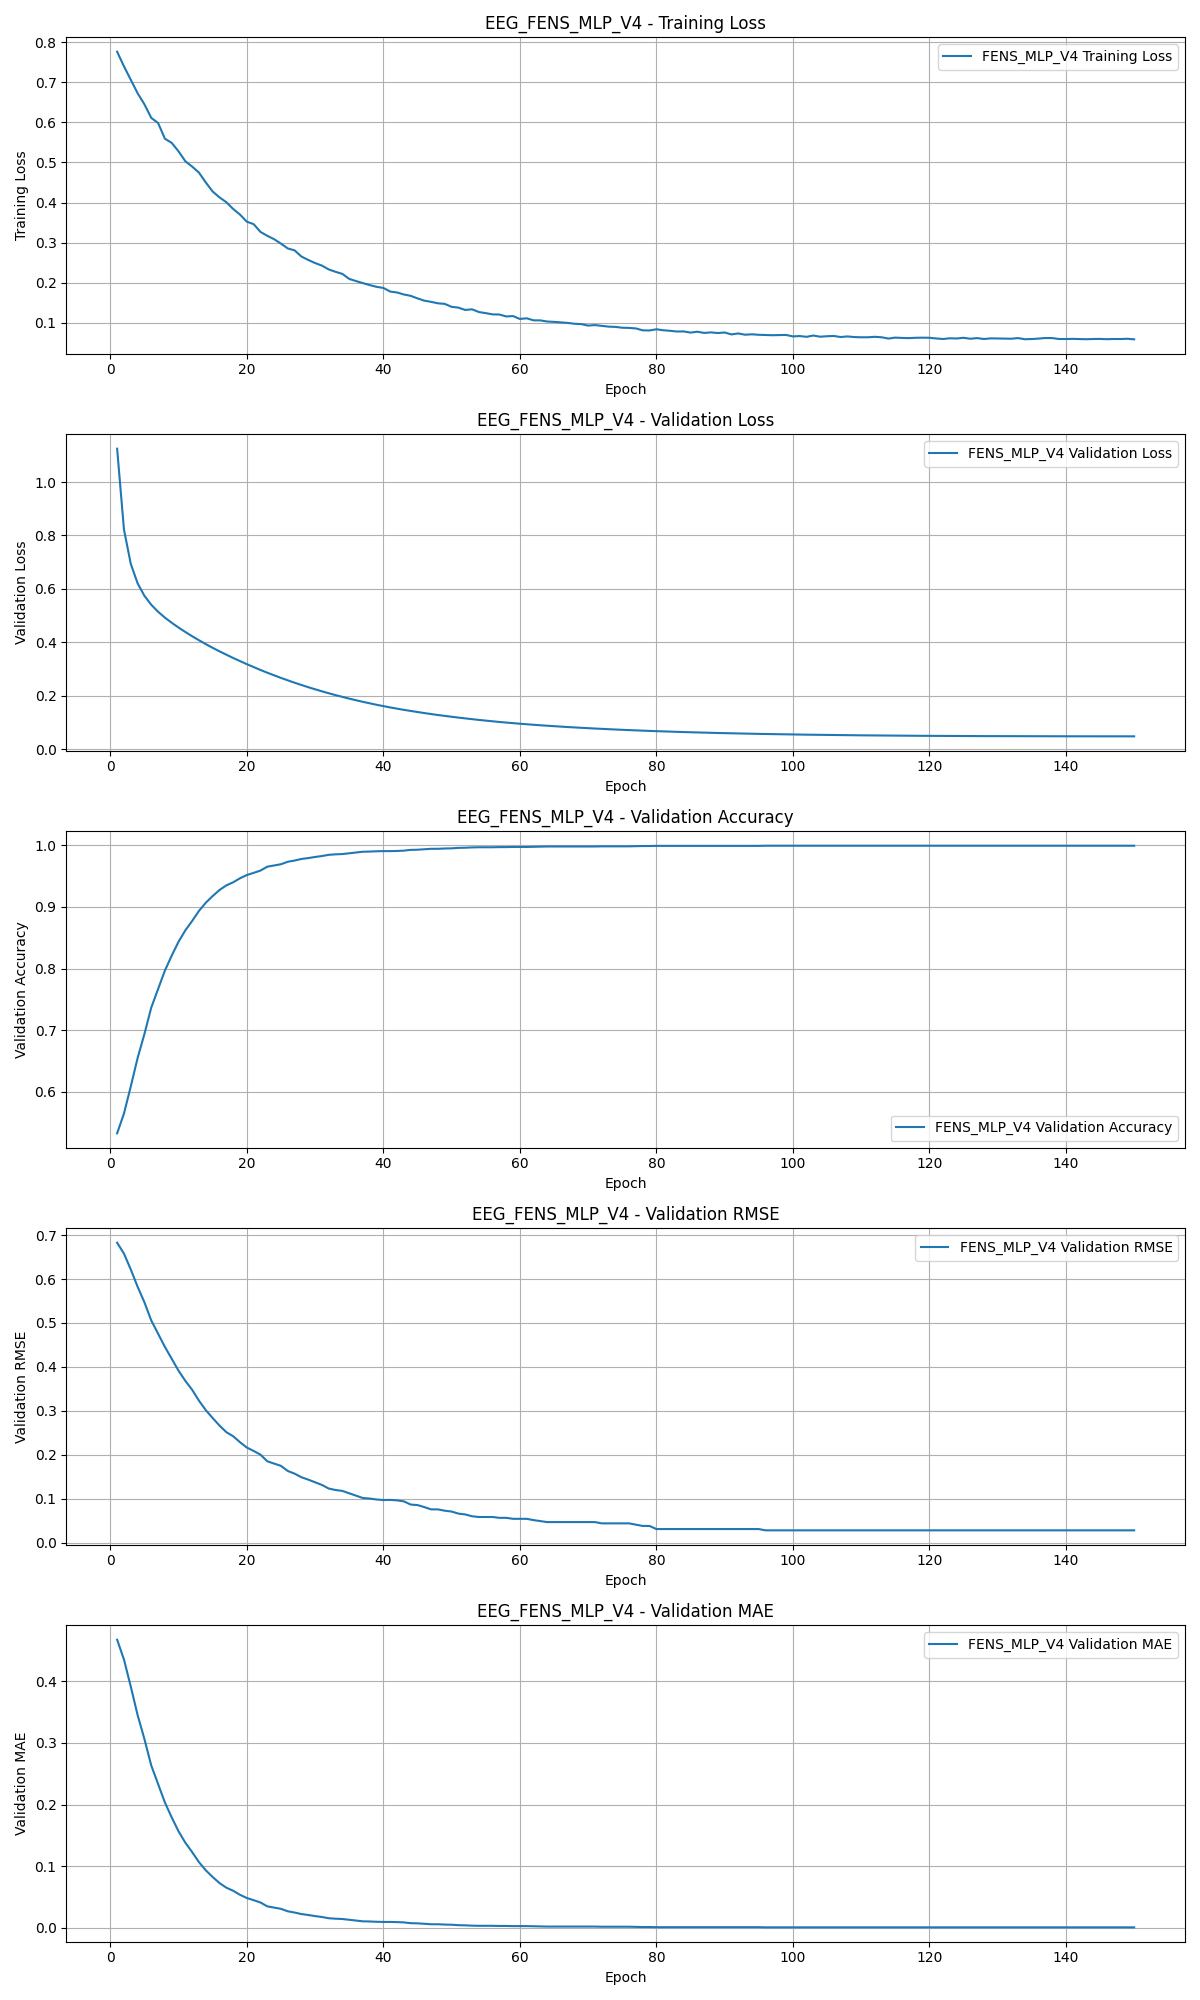 EEG_FENS_MLP_V4 - Training Loss
FENS_MLP_V4 Training Loss
Training Loss
0.8
0.7
0.6
0.5
0.4
0.3
0.2
0.1
0 20 40 60 80 100 120 140
Epoch
EEG_FENS_MLP_V4 - Validation Loss
FENS_MLP_V4 Validation Loss
Validation Loss
1.0
0.8
0.6
0.4
0.2
0.0
0 20 40 60 80 100 120 140
Epoch
EEG_FENS_MLP_V4 - Validation Accuracy
Validation Accuracy
1.0
0.9
0.8
0.7
0.6
FENS_MLP_V4 Validation Accuracy
0 20 40 60 80 100 120 140
Epoch
EEG_FENS_MLP_V4 - Validation RMSE
FENS_MLP_V4 Validation RMSE
Validation RMSE
0.7
0.6
0.5
0.4
0.3
0.2
0.1
0.0
0 20 40 60 80 100 120 140
Epoch
EEG_FENS_MLP_V4 - Validation MAE
FENS_MLP_V4 Validation MAE
Validation MAE
0.4
0.3
0.2
0.1
0.0
0 20 40 60 80 100 120 140
Epoch